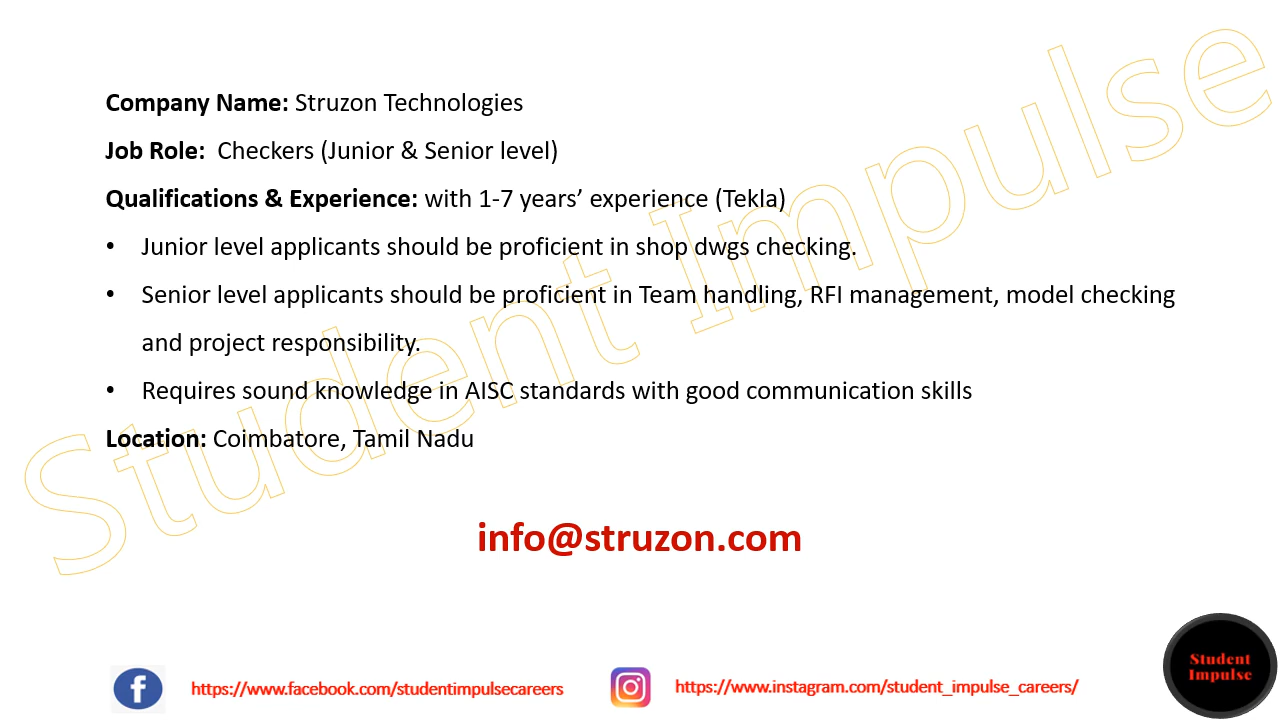 Company Name: Struzon Technologies
Job Role: Checkers (Junior & Senior level)
Qualifications & Experience: with 1-7 years’ experience (Tekla)
• Junior level applicants should be proficient in shop dwgs checking.
• Senior level applicants should be proficient in Team handling, RFI management, model checking
and project responsibility.
• Requires sound knowledge in AISC standards with good communication skills
Location: Coimbatore, Tamil Nadu
Student Impulse
info@struzon.com
https://www.facebook.com/studentimpulsecareers
https://www.instagram.com/student_impulse_careers/
Student
Impulse